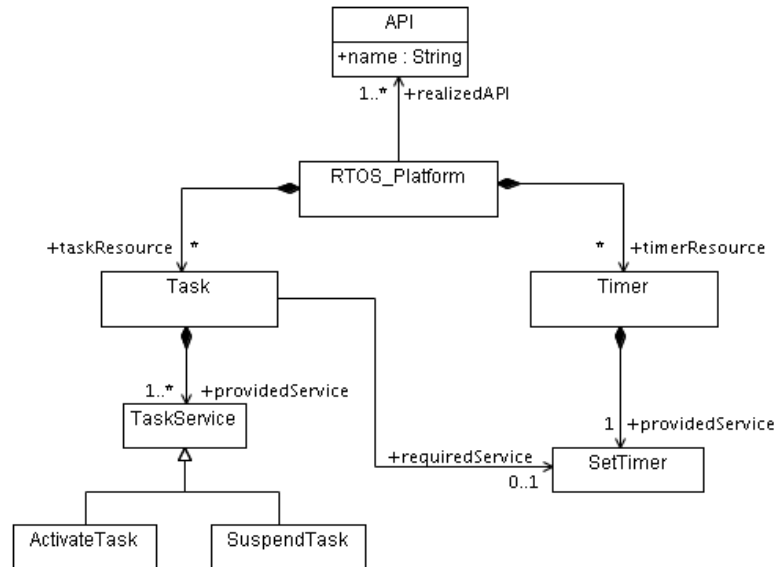 API
+name : String
1..* +realizedAPI
RTOS_Platform
+taskResource *
* +timerResource
Task
Timer
1..* +providedService
1 +providedService
TaskService
+requiredService
0..1
SetTimer
ActivateTask
SuspendTask